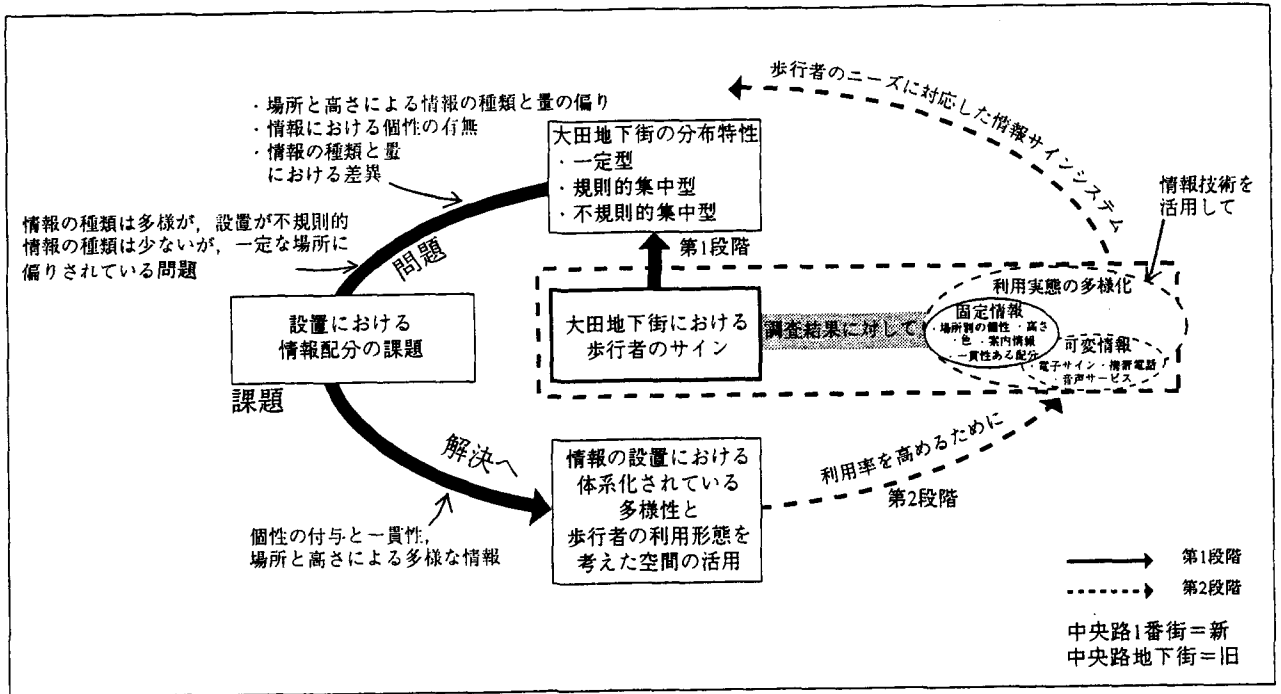 ・場所と高さによる情報の種類と量の偏り
・情報における個性の有無
・情報の種類と量
における差異
情報の種類は多様が，設置が不規則的
情報の種類は少ないが，一定な場所に
偏りされている問題
問題
大田地下街の分布特性
・一定型
・規則的集中型
・不規則的集中型
第1段階
歩行者のニーズに対応した情報サインシステム
情報技術を
活用して
設置における
情報配分の課題
大田地下街における
歩行者のサイン
調査結果に対して
利用実態の多様化
固定情報
・場所別の個性 ・高さ
・色 ・案内情報
・一貫性ある配分
可変情報
・電子サイン・携帯電話
・音声サービス
課題
解決へ
個性の付与と一貫性，
場所と高さによる多様な情報
情報の設置における
体系化されている
多様性と
歩行者の利用形態を
考えた空間の活用
利用率を高めるために
第2段階
第1段階
第2段階
中央路1番街＝新
中央路地下街＝旧